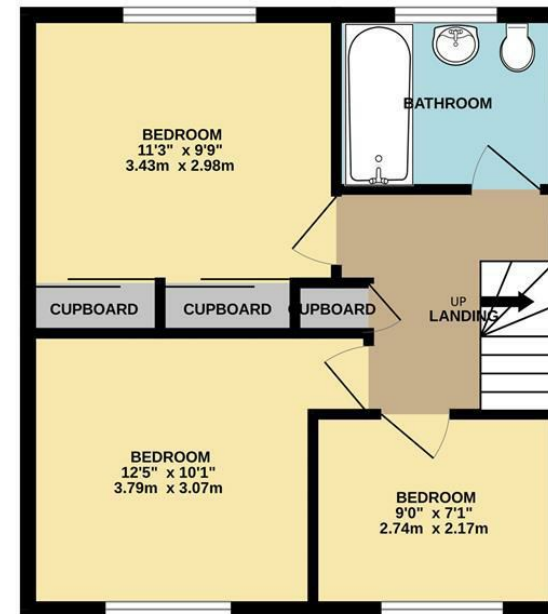 BATHROOM
BEDROOM
11'3" x 9'9"
3.43m x 2.98m
CUPBOARD
CUPBOARD
CUPBOARD
UP
LANDING
BEDROOM
12'5" x 10'1"
3.79m x 3.07m
BEDROOM
9'0" x 7'1"
2.74m x 2.17m